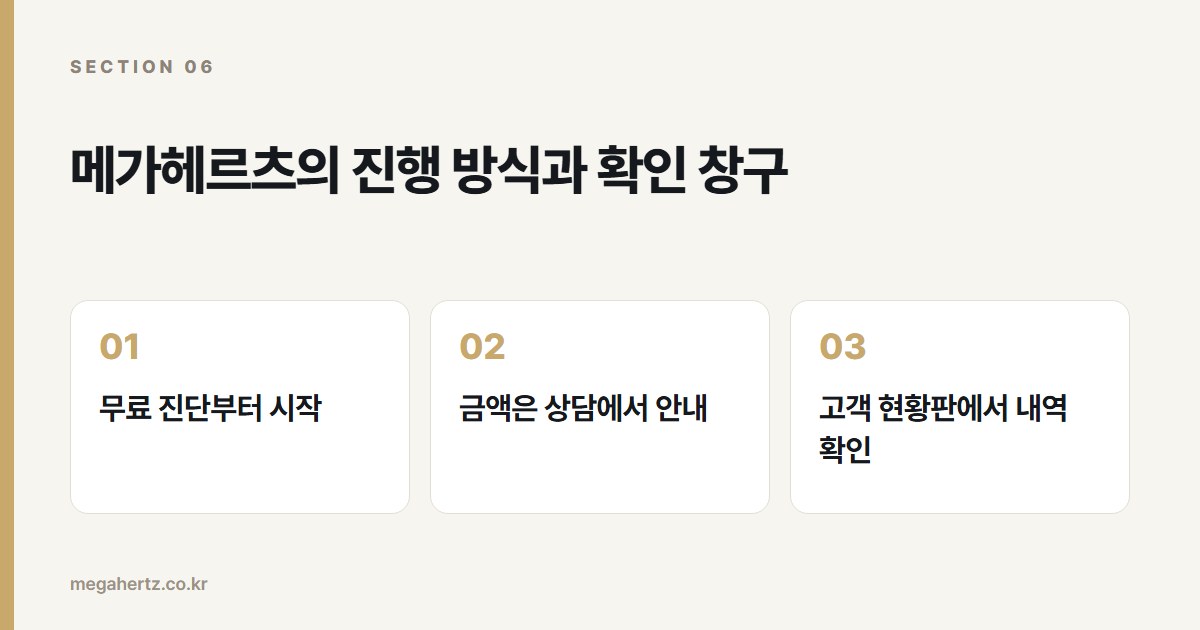 SECTION 06
메가헤르츠의 진행 방식과 확인 창구
01
무료 진단부터 시작
02
금액은 상담에서 안내
03
고객 현황판에서 내역
확인
megahertz.co.kr